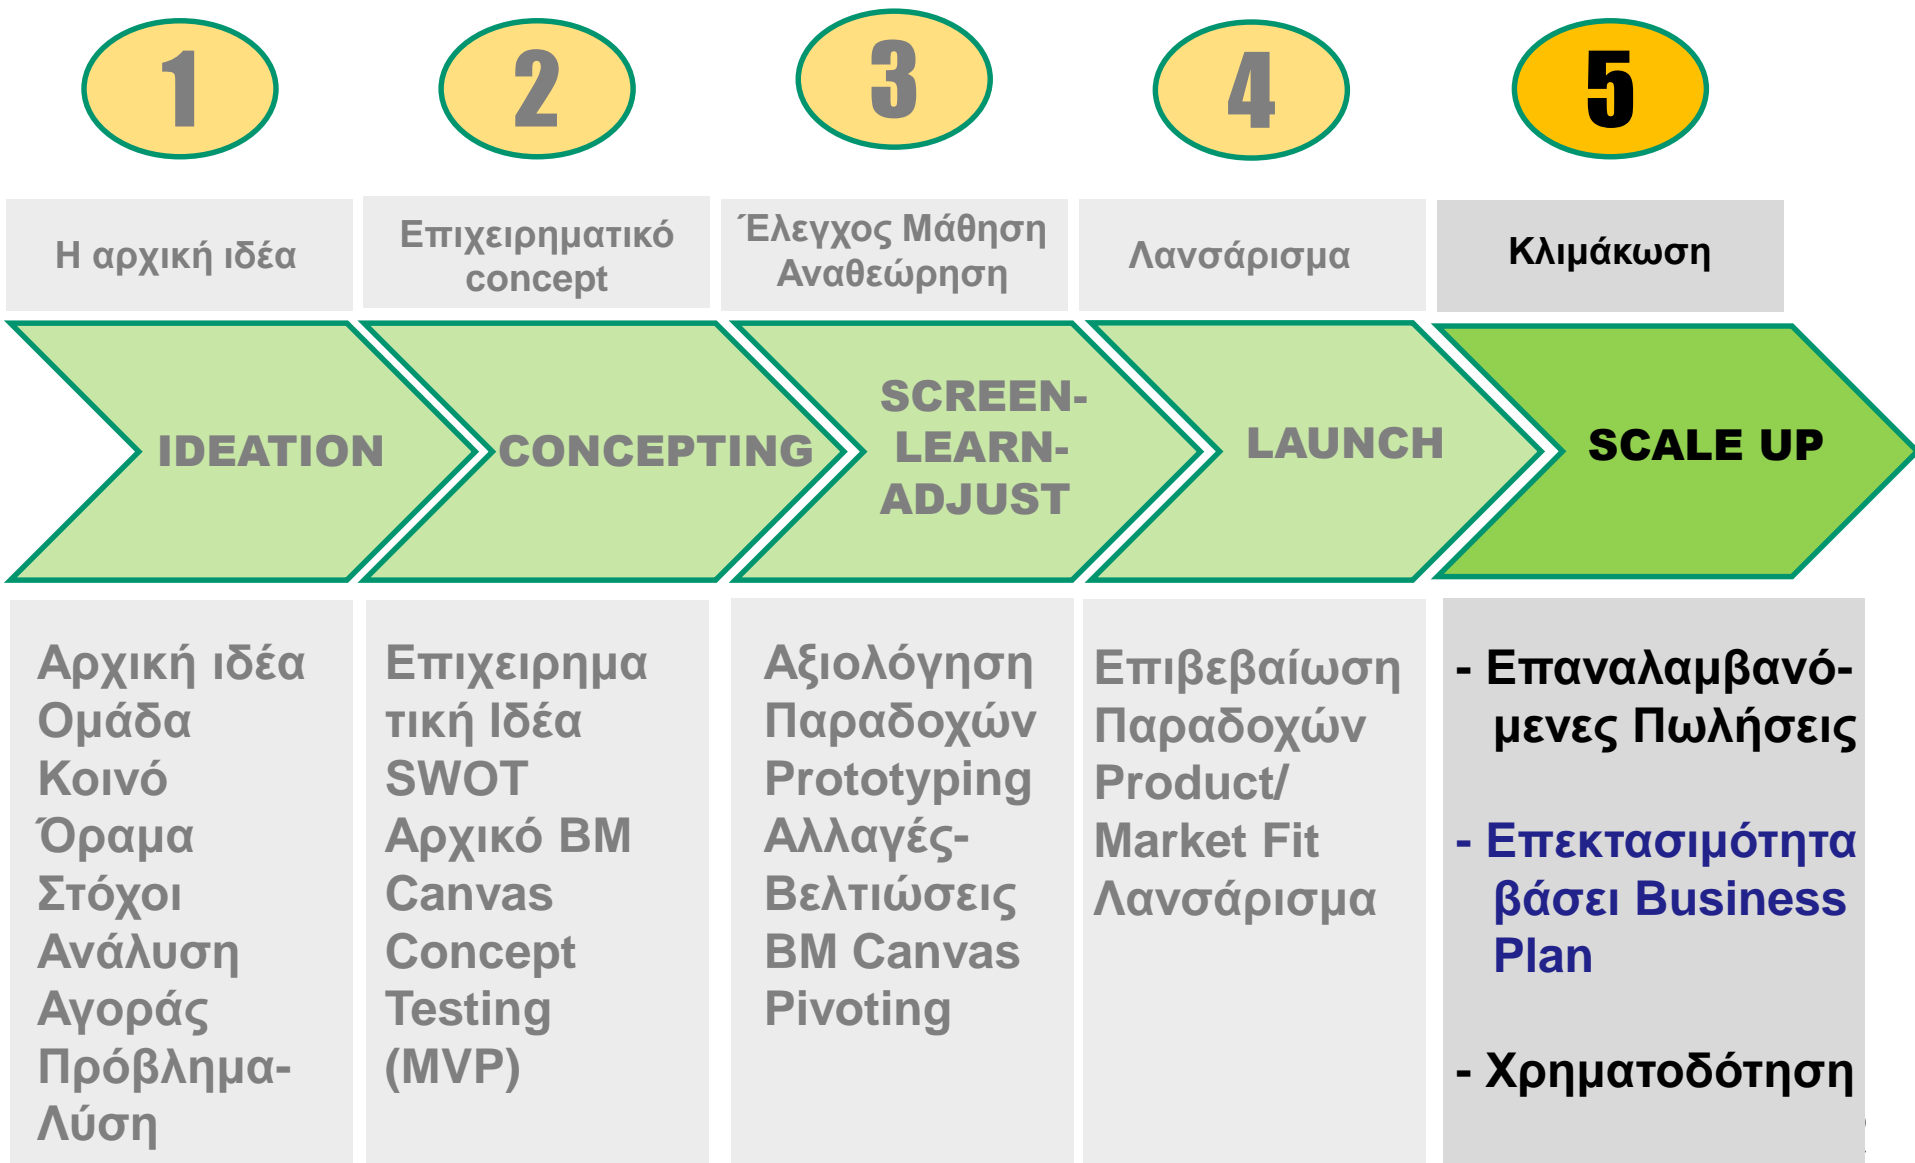 1
2
3
4
5
Η αρχική ιδέα
Επιχειρηματικό
concept
Έλεγχος Μάθηση
Αναθεώρηση
Λανσάρισμα
Κλιμάκωση
IDEATION
CONCEPTING
SCREEN-
LEARN-
ADJUST
LAUNCH
SCALE UP
Αρχική ιδέα
Ομάδα
Κοινό
Όραμα
Στόχοι
Ανάλυση
Αγοράς
Πρόβλημα-
Λύση
Επιχειρημα
τική Ιδέα
SWOT
Αρχικό BM
Canvas
Concept
Testing
(MVP)
Αξιολόγηση
Παραδοχών
Prototyping
Αλλαγές-
Βελτιώσεις
BM Canvas
Pivoting
Επιβεβαίωση
Παραδοχών
Product/
Market Fit
Λανσάρισμα
- Επαναλαμβανό-
μενες Πωλήσεις
- Επεκτασιμότητα
βάσει Business
Plan
- Χρηματοδότηση